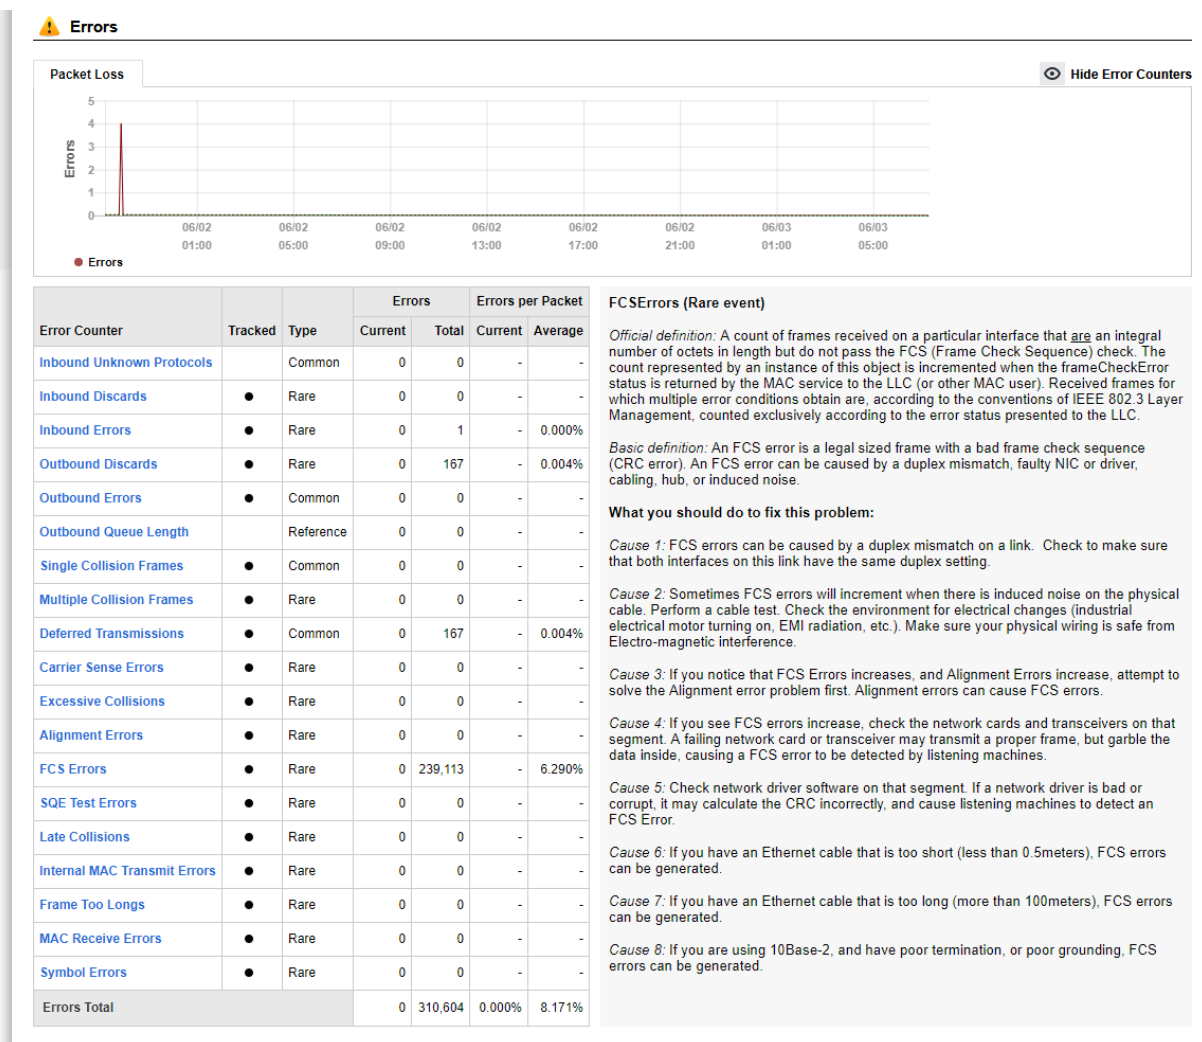 Errors
Packet Loss
Hide Error Counters
5
4
3
2
1
0
Errors
06/02 06/02 06/02 06/02 06/02 06/02 06/03 06/03
01:00 05:00 09:00 13:00 17:00 21:00 01:00 05:00
Errors
Errors Errors per Packet
Error Counter Tracked Type Current Total Current Average
Inbound Unknown Protocols Common 0 0 - -
Inbound Discards ● Rare 0 0 - -
Inbound Errors ● Rare 0 1 - 0.000%
Outbound Discards ● Rare 0 167 - 0.004%
Outbound Errors ● Common 0 0 - -
Outbound Queue Length Reference 0 0 - -
Single Collision Frames ● Common 0 0 - -
Multiple Collision Frames ● Rare 0 0 - -
Deferred Transmissions ● Common 0 167 - 0.004%
Carrier Sense Errors ● Rare 0 0 - -
Excessive Collisions ● Rare 0 0 - -
Alignment Errors ● Rare 0 0 - -
FCS Errors ● Rare 0 239,113 - 6.290%
SQE Test Errors ● Rare 0 0 - -
Late Collisions ● Rare 0 0 - -
Internal MAC Transmit Errors ● Rare 0 0 - -
Frame Too Longs ● Rare 0 0 - -
MAC Receive Errors ● Rare 0 0 - -
Symbol Errors ● Rare 0 0 - -
Errors Total 0 310,604 0.000% 8.171%
FCSErrors (Rare event)
Official definition: A count of frames received on a particular interface that are an integral
number of octets in length but do not pass the FCS (Frame Check Sequence) check. The
count represented by an instance of this object is incremented when the frameCheckError
status is returned by the MAC service to the LLC (or other MAC user). Received frames for
which multiple error conditions obtain are, according to the conventions of IEEE 802.3 Layer
Management, counted exclusively according to the error status presented to the LLC.
Basic definition: An FCS error is a legal sized frame with a bad frame check sequence
(CRC error). An FCS error can be caused by a duplex mismatch, faulty NIC or driver,
cabling, hub, or induced noise.
What you should do to fix this problem:
Cause 1: FCS errors can be caused by a duplex mismatch on a link. Check to make sure
that both interfaces on this link have the same duplex setting.
Cause 2: Sometimes FCS errors will increment when there is induced noise on the physical
cable. Perform a cable test. Check the environment for electrical changes (industrial
electrical motor turning on, EMI radiation, etc.). Make sure your physical wiring is safe from
Electro-magnetic interference.
Cause 3: If you notice that FCS Errors increases, and Alignment Errors increase, attempt to
solve the Alignment error problem first. Alignment errors can cause FCS errors.
Cause 4: If you see FCS errors increase, check the network cards and transceivers on that
segment. A failing network card or transceiver may transmit a proper frame, but garble the
data inside, causing a FCS error to be detected by listening machines.
Cause 5: Check network driver software on that segment. If a network driver is bad or
corrupt, it may calculate the CRC incorrectly, and cause listening machines to detect an
FCS Error.
Cause 6: If you have an Ethernet cable that is too short (less than 0.5meters), FCS errors
can be generated.
Cause 7: If you have an Ethernet cable that is too long (more than 100meters), FCS errors
can be generated.
Cause 8: If you are using 10Base-2, and have poor termination, or poor grounding, FCS
errors can be generated.